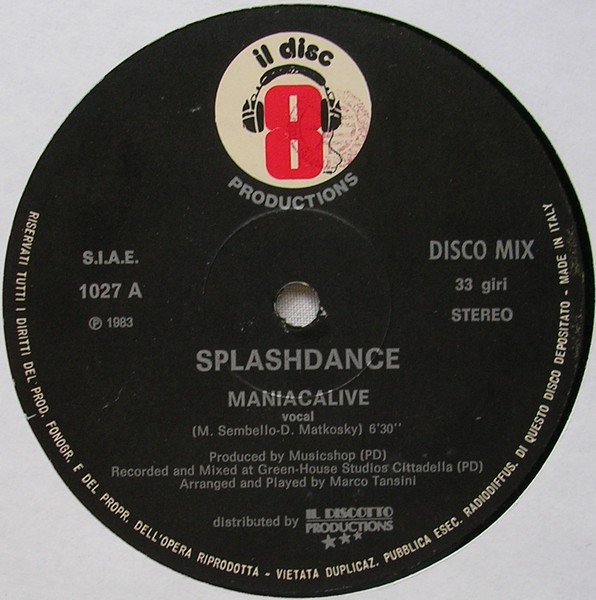 il disc
8
PRODUCTIONS
S.I.A.E.
1027 A
℗ 1983
DISCO MIX
33 giri
STEREO
SPLASHDANCE
MANIACALIVE
vocal
(M. Sembello-D. Matkosky) 6'30''
Produced by Musicshop (PD)
Recorded and Mixed at Green-House Studios Cittadella (PD)
Arranged and Played by Marco Tansini
distributed by IL DISCOTTO
PRODUCTIONS
RISERVATI TUTTI I DIRITTI DEL PROD. FONOGR. E DEL PROPR. DELL'OPERA RIPRODOTTA - VIETATA DUPLICAZ. PUBBLICA ESEC. RADIODIFFUS. DI QUESTO DISCO DEPOSITATO - MADE IN ITALY